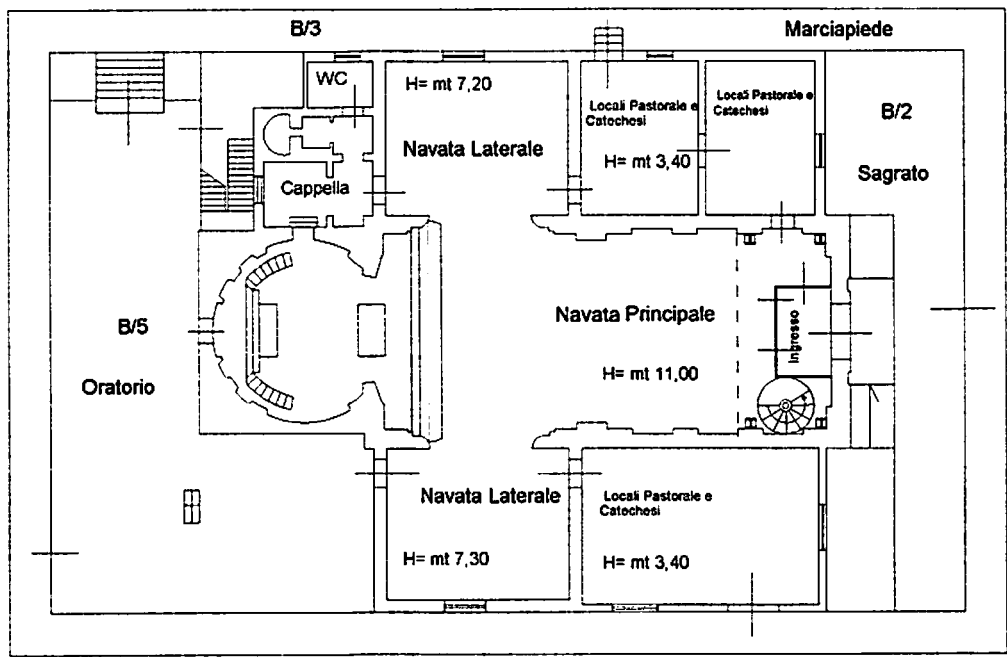 B/3
Marciapiede
WC
H= mt 7,20
Locali Pastorale e
Catechesi
Locali Pastorale e
Catechesi
B/2
Navata Laterale
H= mt 3,40
Sagrato
Cappella
B/5
Navata Principale
Ingresso
Oratorio
H= mt 11,00
Navata Laterale
Locali Pastorale e
Catechesi
H= mt 7,30
H= mt 3,40